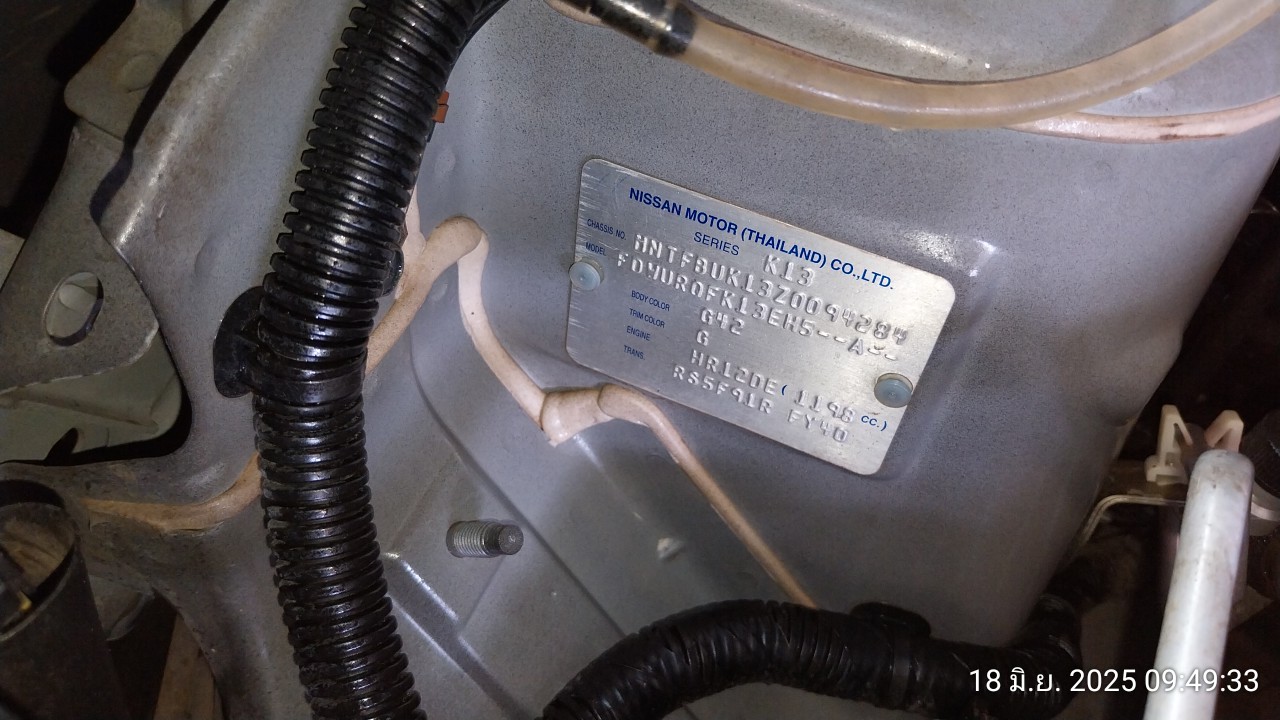 NISSAN MOTOR (THAILAND) CO.,LTD.
SERIES K13
CHASSIS NO. MNTFBUK13Z0094284
MODEL FDYURQFK13EH5--A--
BODY COLOR G42
TRIM COLOR G
ENGINE HR12DE( 1198 CC.)
TRANS. RS5F91R FY40
18 มิ.ย. 2025 09:49:33